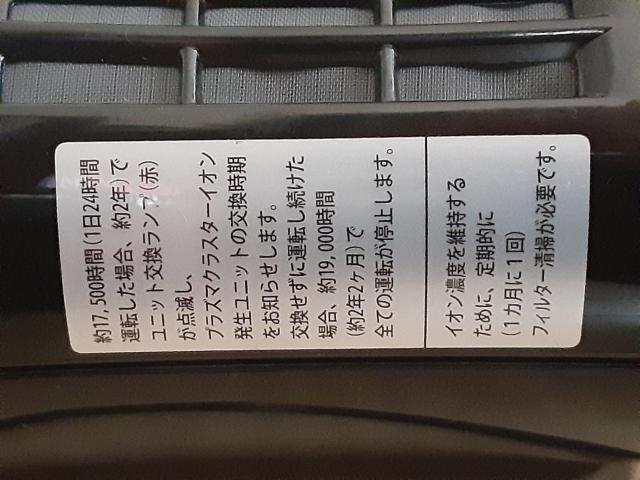 約17,500時間(1日24時間
運転した場合、約2年)で
ユニット交換ランプ(赤)
が点滅し、
プラズマクラスターイオン
発生ユニットの交換時期
をお知らせします。
交換せずに運転し続けた
場合、約19,000時間
(約2年2ヶ月)で
全ての運転が停止します。
イオン濃度を維持する
ために、定期的に
(1カ月に1回)
フィルター清掃が必要です。